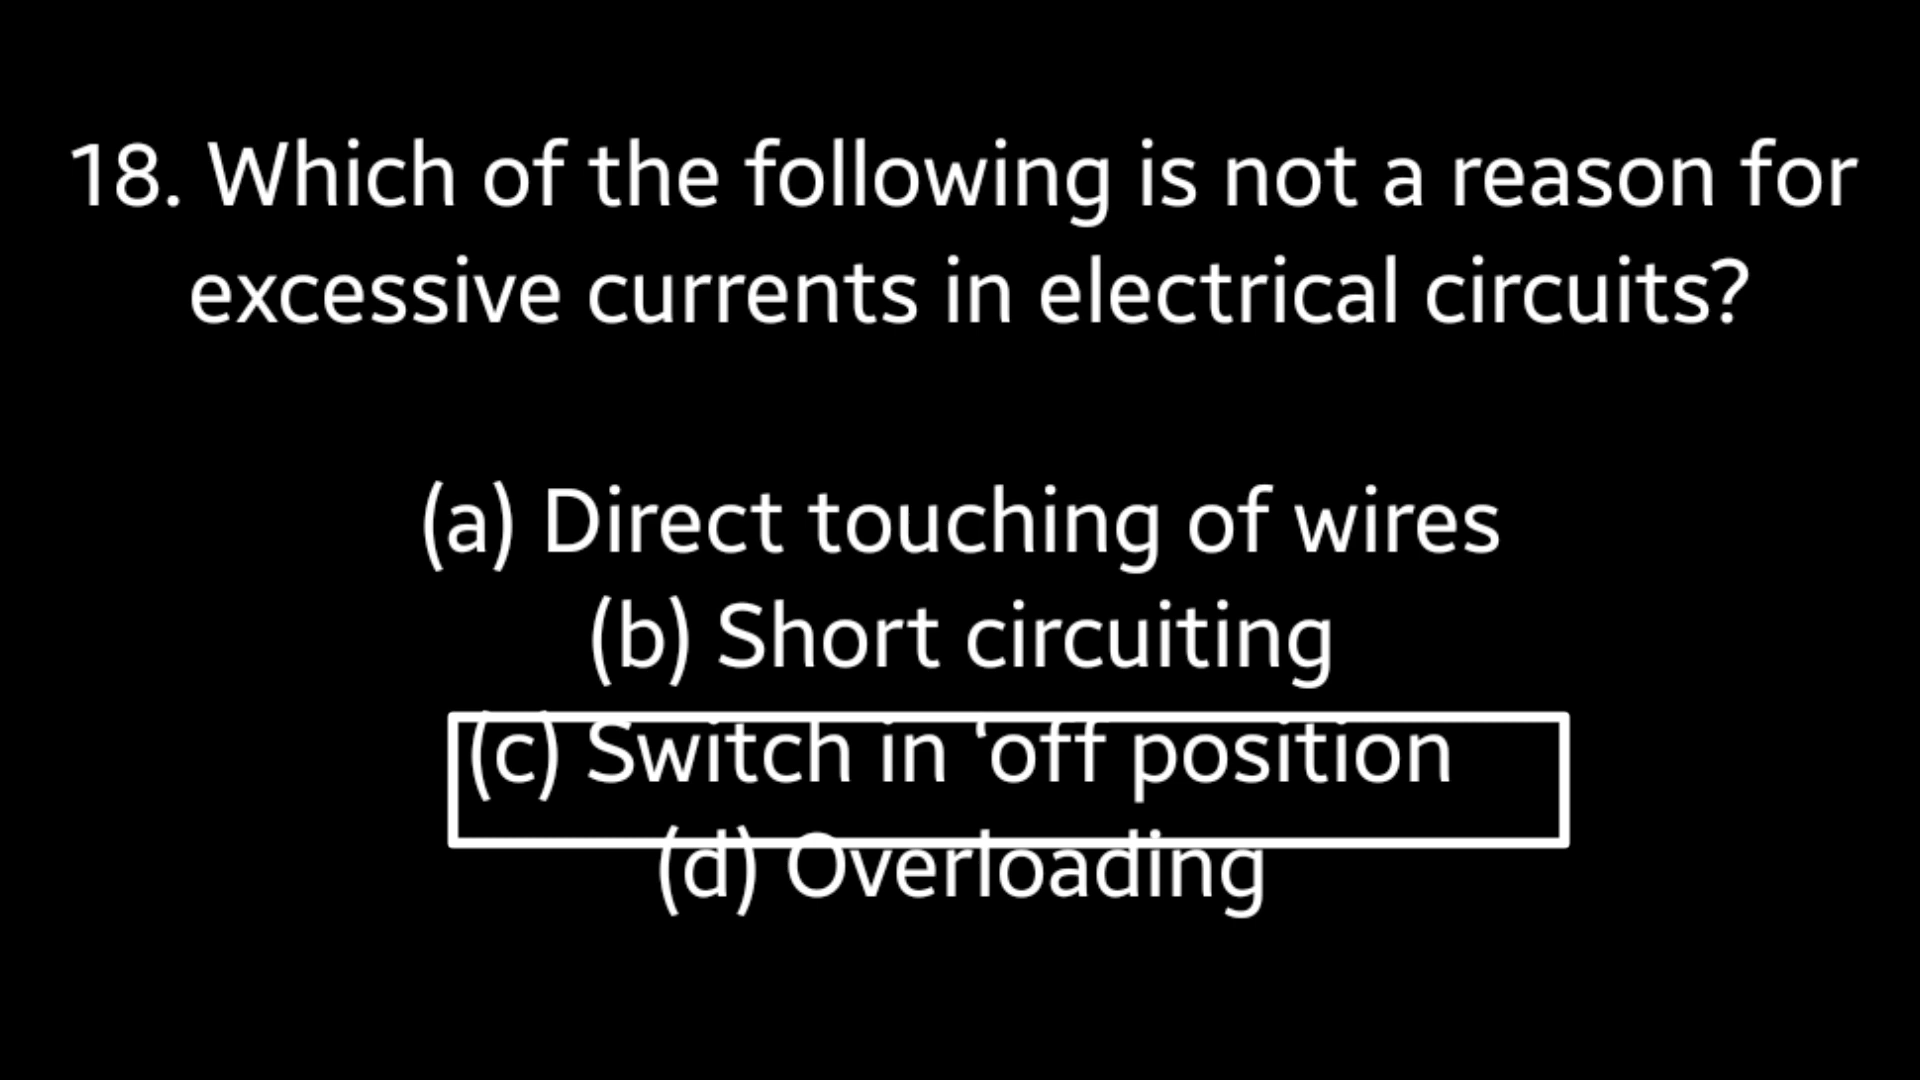 18. Which of the following is not a reason for
excessive currents in electrical circuits?
(a) Direct touching of wires
(b) Short circuiting
(c) Switch in ‘off position
(d) Overloading